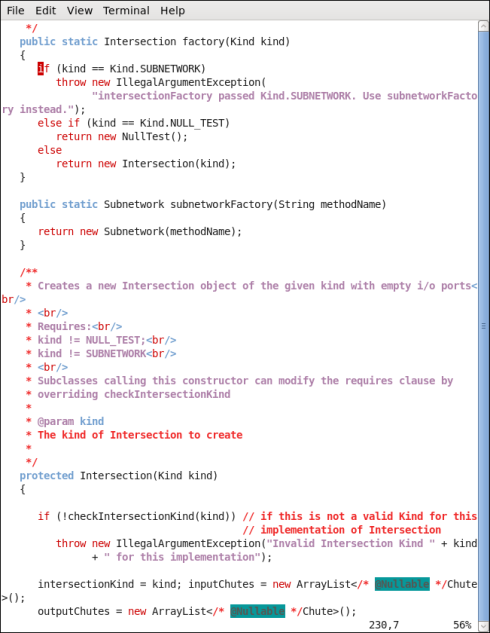 File Edit View Terminal Help
*/
public static Intersection factory(Kind kind)
{
if (kind == Kind.SUBNETWORK)
throw new IllegalArgumentException(
"intersectionFactory passed Kind.SUBNETWORK. Use subnetworkFacto
ry instead.");
else if (kind == Kind.NULL_TEST)
return new NullTest();
else
return new Intersection(kind);
}
public static Subnetwork subnetworkFactory(String methodName)
{
return new Subnetwork(methodName);
}
/**
* Creates a new Intersection object of the given kind with empty i/o ports<
br/>
* <br/>
* Requires:<br/>
* kind != NULL_TEST;<br/>
* kind != SUBNETWORK<br/>
* <br/>
* Subclasses calling this constructor can modify the requires clause by
* overriding checkIntersectionKind
*
* @param kind
* The kind of Intersection to create
*
*/
protected Intersection(Kind kind)
{
if (!checkIntersectionKind(kind)) // if this is not a valid Kind for this
// implementation of Intersection
throw new IllegalArgumentException("Invalid Intersection Kind " + kind
+ " for this implementation");
intersectionKind = kind; inputChutes = new ArrayList</* @Nullable */Chute
>();
outputChutes = new ArrayList</* @Nullable */Chute>();
230,7 56%